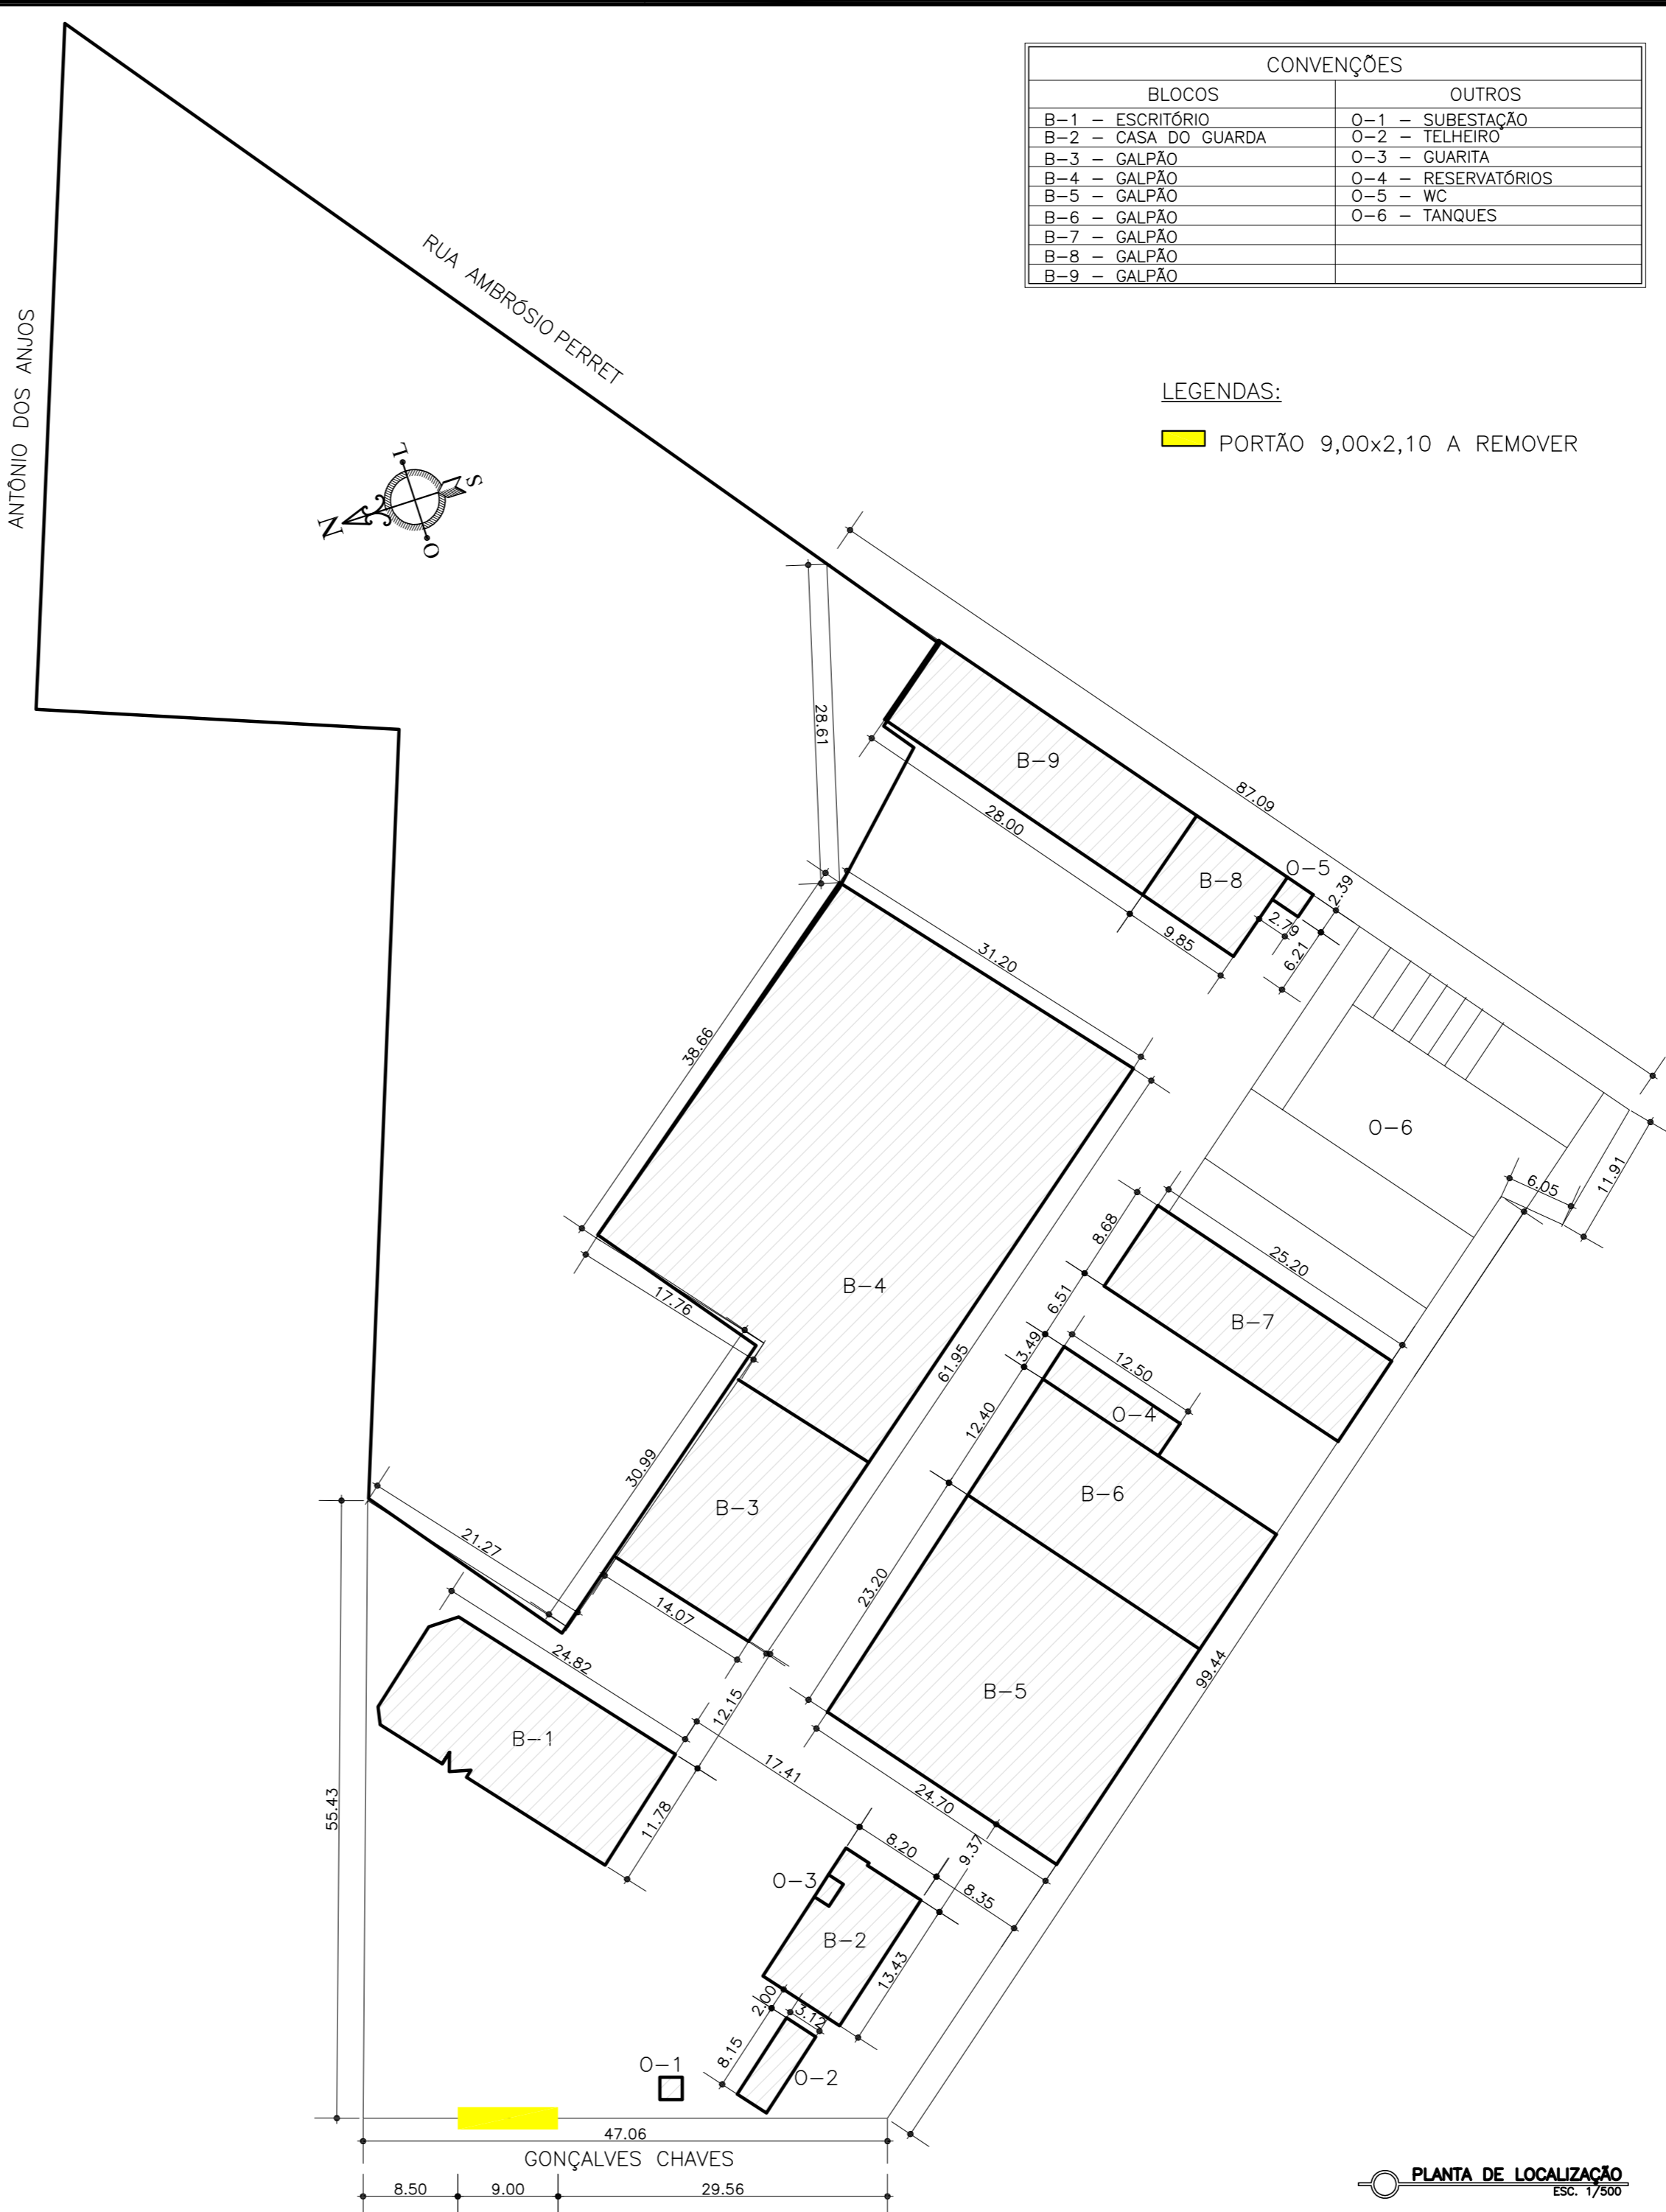 CONVENÇÕES
BLOCOS OUTROS
B-1 - ESCRITÓRIO O-1 - SUBESTAÇÃO
B-2 - CASA DO GUARDA O-2 - TELHEIRO
B-3 - GALPÃO O-3 - GUARITA
B-4 - GALPÃO O-4 - RESERVATÓRIOS
B-5 - GALPÃO O-5 - WC
B-6 - GALPÃO O-6 - TANQUES
B-7 - GALPÃO
B-8 - GALPÃO
B-9 - GALPÃO
LEGENDAS:
PORTÃO 9,00x2,10 A REMOVER
RUA AMBRÓSIO PERRET
ANTÔNIO DOS ANJOS
L
S
N
O
28.61
B-9
87.09
28.00
O-5
B-8
2.39
2.79
9.85
6.21
31.20
38.66
O-6
11.91
6.05
8.68
25.20
B-4
6.51
17.76
B-7
3.49
12.50
61.95
O-4
12.40
30.99
B-6
B-3
21.27
23.20
14.07
24.82
99.44
B-5
12.15
B-1
17.41
55.43
24.70
11.78
8.20
9.37
O-3
8.35
B-2
13.43
2.00
3.12
8.15
O-1
O-2
47.06
GONÇALVES CHAVES
8.50
9.00
29.56
PLANTA DE LOCALIZAÇÃO
ESC. 1/500